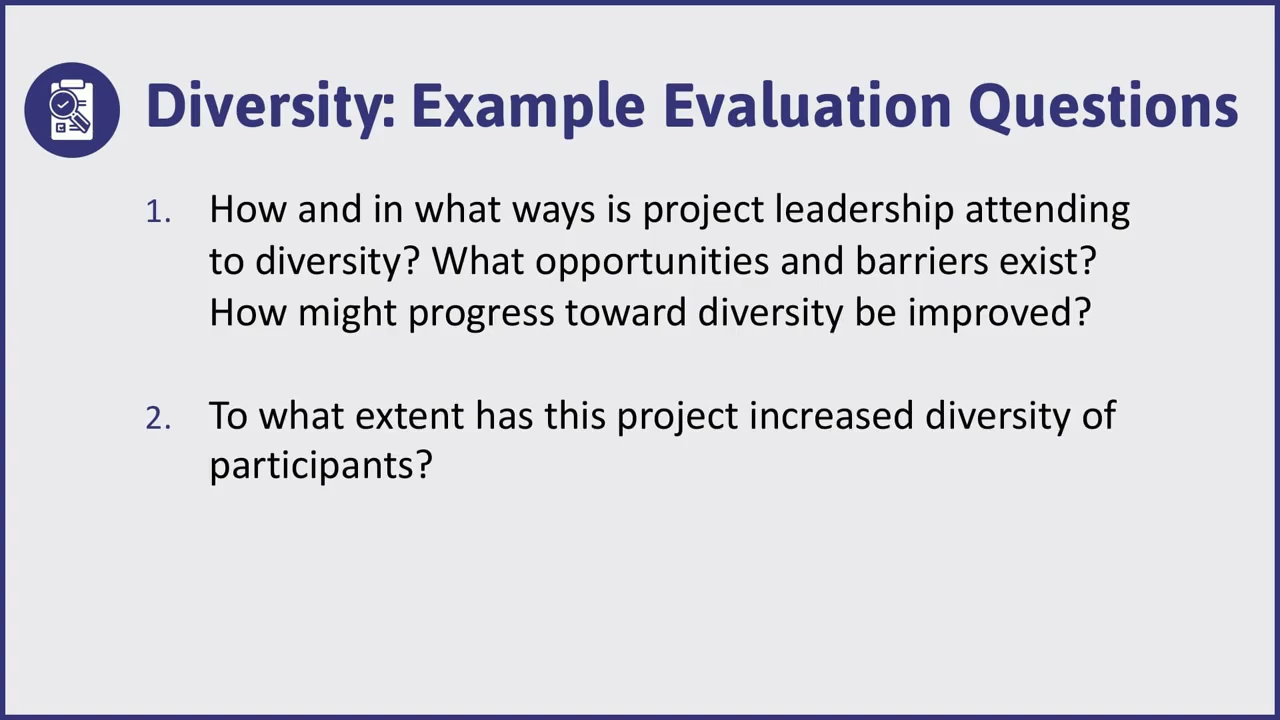 Diversity: Example Evaluation Questions
1. How and in what ways is project leadership attending
to diversity? What opportunities and barriers exist?
How might progress toward diversity be improved?
2. To what extent has this project increased diversity of
participants?